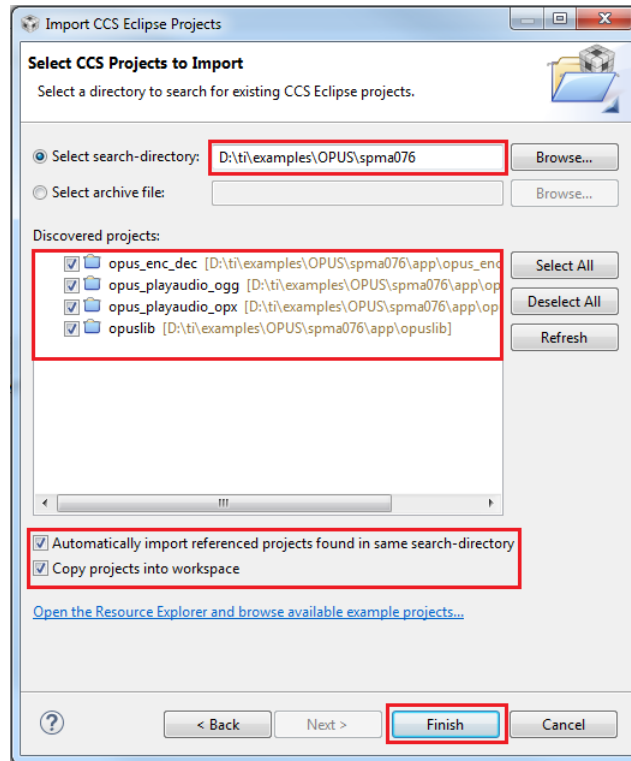 Import CCS Eclipse Projects
Select CCS Projects to Import
Select a directory to search for existing CCS Eclipse projects.
Select search-directory: D:\ti\examples\OPUS\spma076 Browse...
Select archive file: Browse...
Discovered projects:
opus_enc_dec [D:\ti\examples\OPUS\spma076\app\opus_enc Select All
opus_playaudio_ogg [D:\ti\examples\OPUS\spma076\app\op
opus_playaudio_opx [D:\ti\examples\OPUS\spma076\app\op Deselect All
opuslib [D:\ti\examples\OPUS\spma076\app\opuslib] Refresh
Automatically import referenced projects found in same search-directory
Copy projects into workspace
Open the Resource Explorer and browse available example projects...
? < Back Next > Finish Cancel